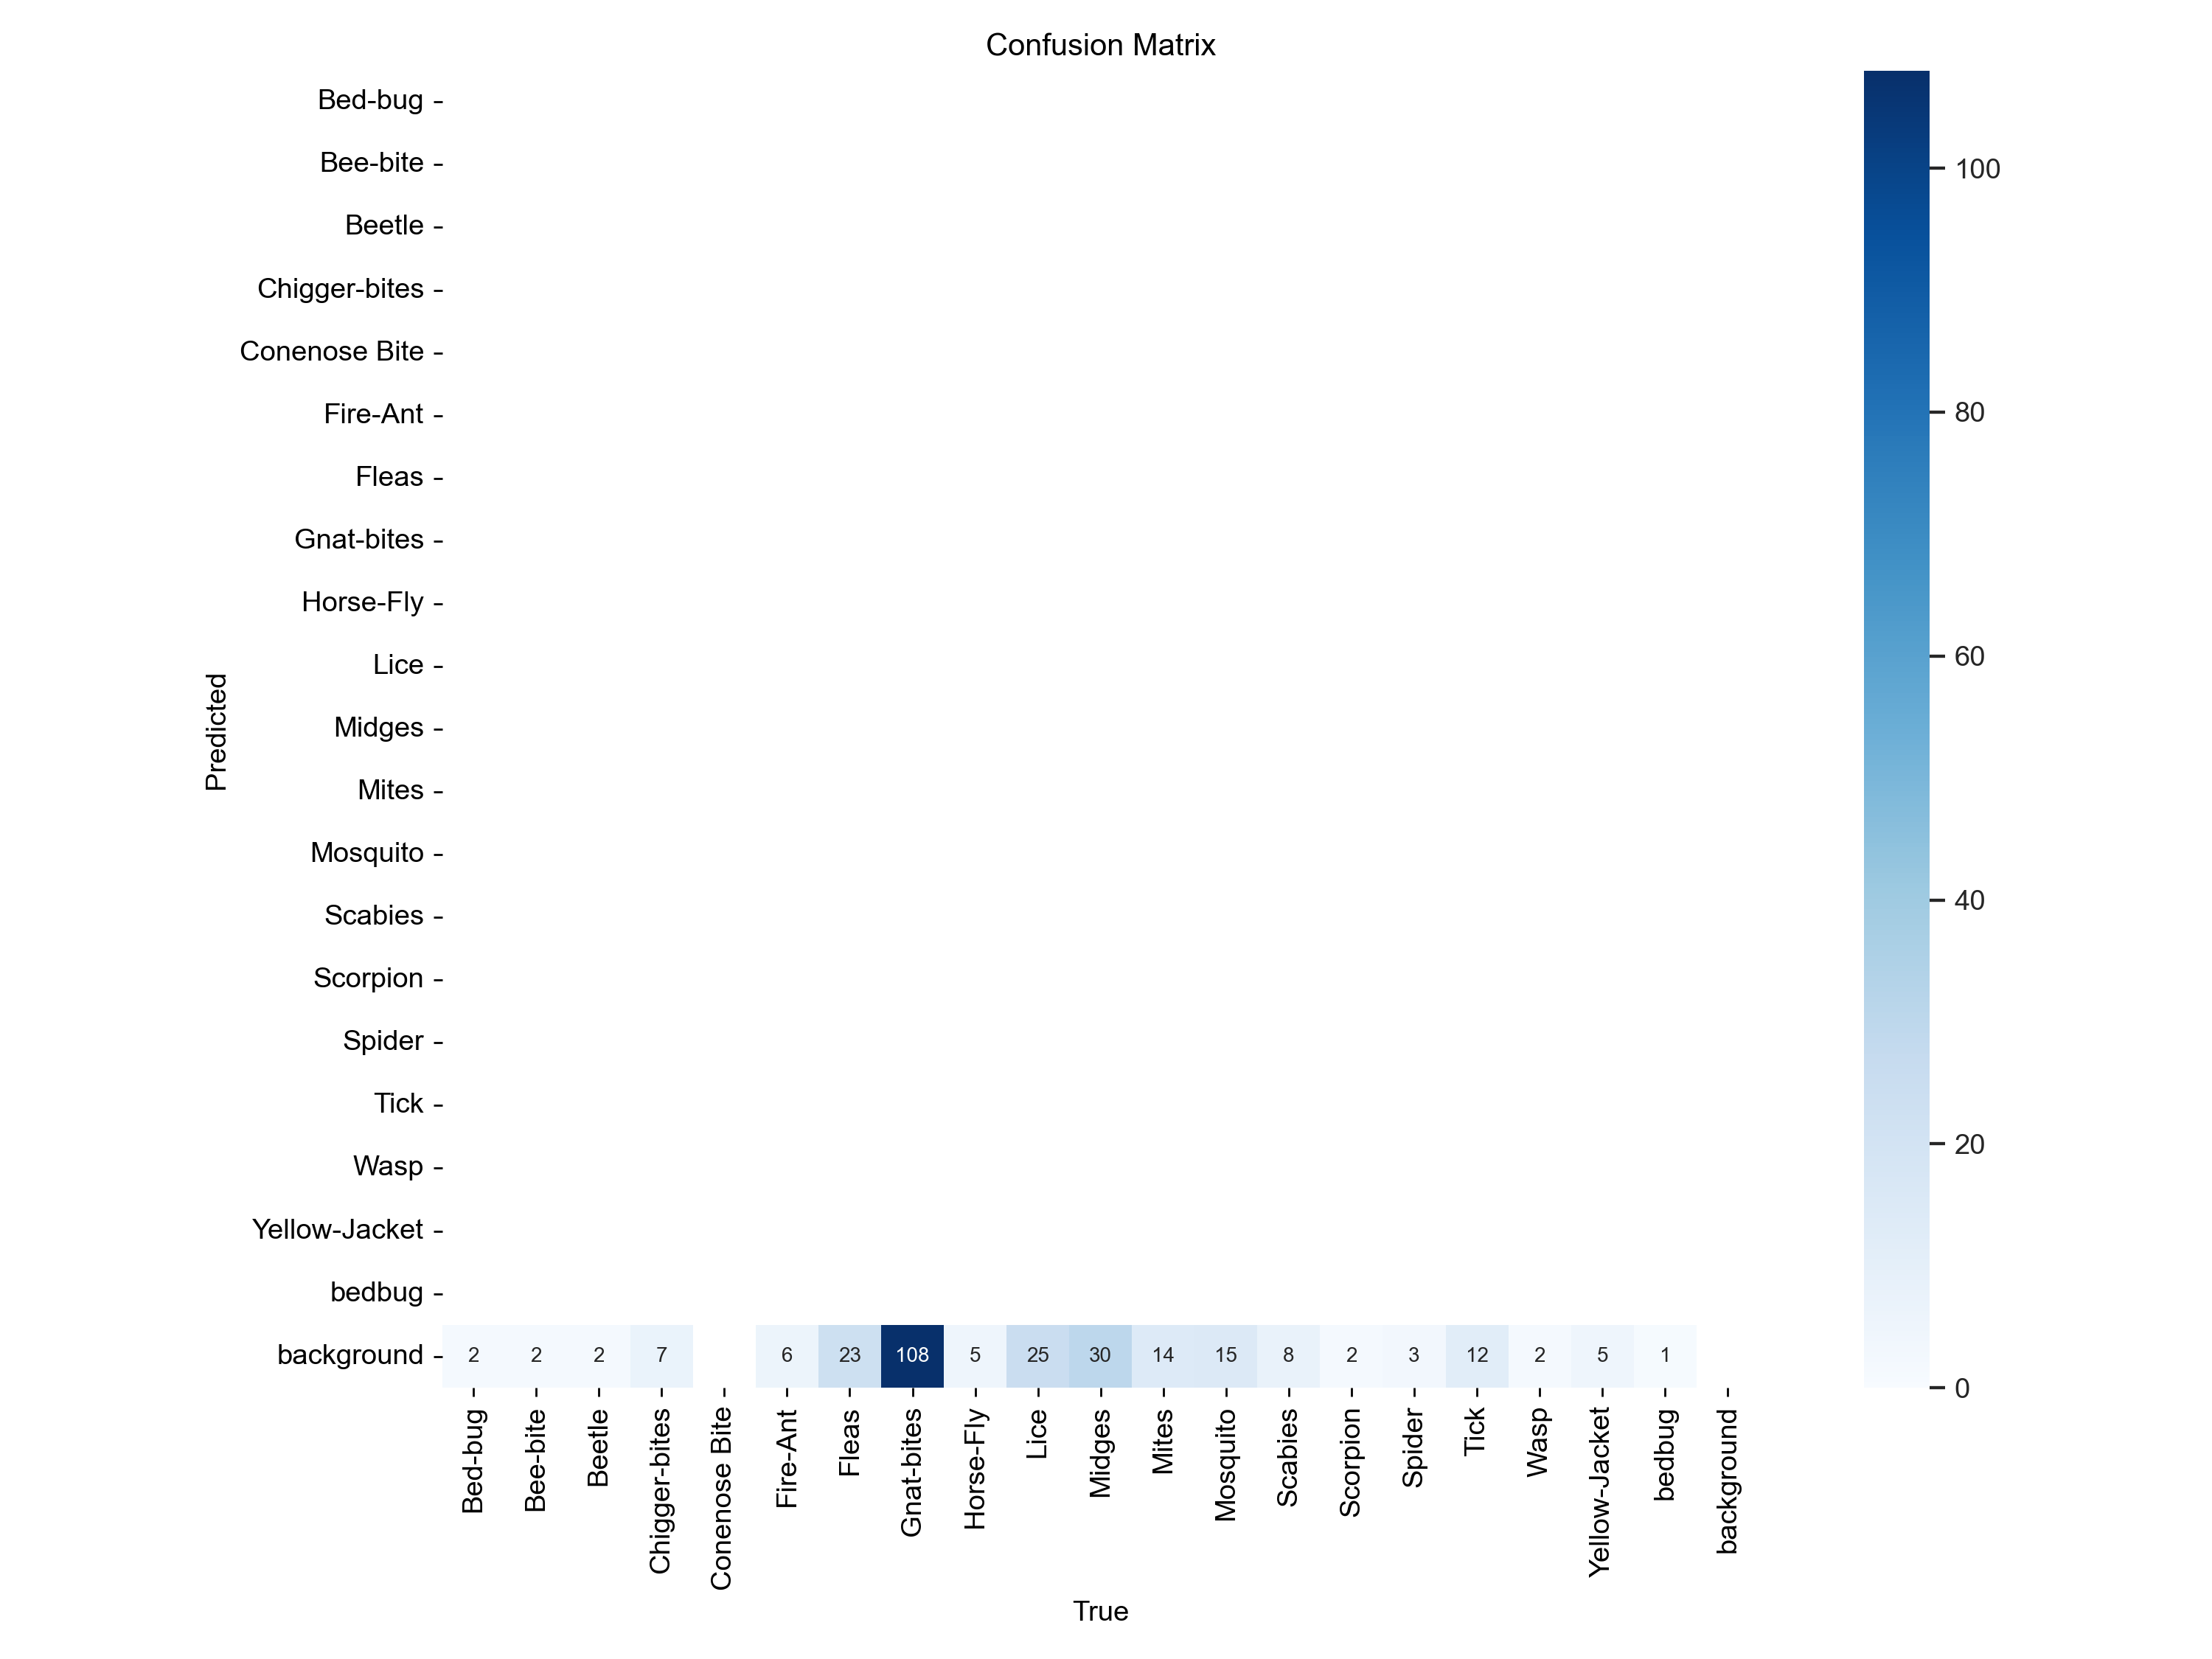 Confusion Matrix
Bed-bug
Bee-bite
Beetle
Chigger-bites
Conenose Bite
Fire-Ant
Fleas
Gnat-bites
Horse-Fly
Lice
Midges
Mites
Mosquito
Scabies
Scorpion
Spider
Tick
Wasp
Yellow-Jacket
bedbug
background
Predicted
2 2 2 7 6 23 108 5 25 30 14 15 8 2 3 12 2 5 1
Bed-bug
Bee-bite
Beetle
Chigger-bites
Conenose Bite
Fire-Ant
Fleas
Gnat-bites
Horse-Fly
Lice
Midges
Mites
Mosquito
Scabies
Scorpion
Spider
Tick
Wasp
Yellow-Jacket
bedbug
background
True
100
80
60
40
20
0